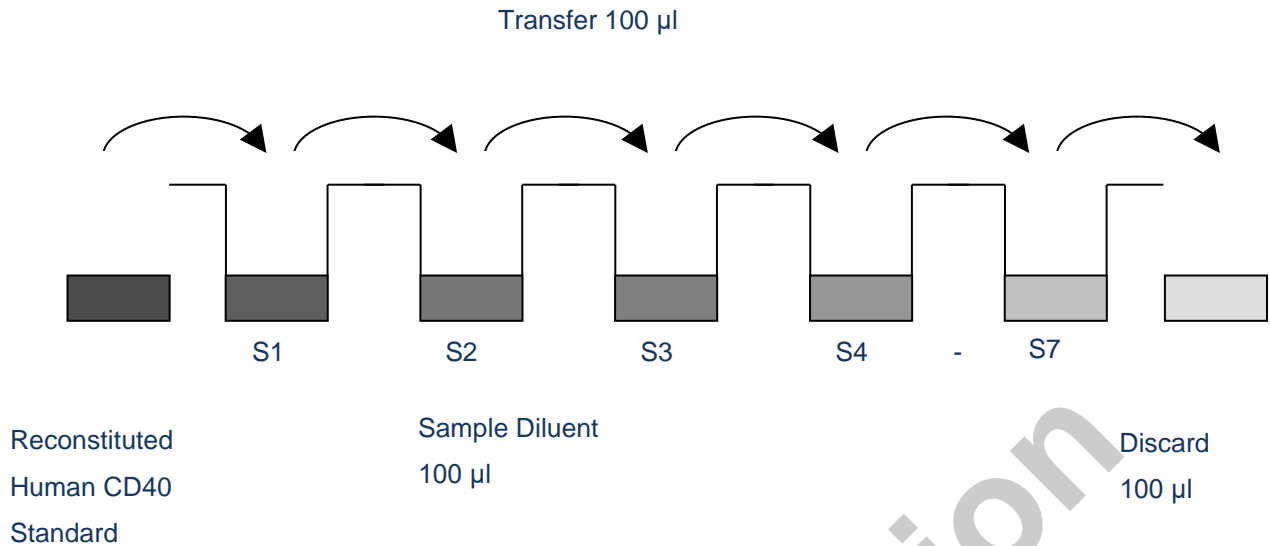 Transfer 100 µl
S1 S2 S3 S4 - S7
Reconstituted
Human CD40
Standard
Sample Diluent
100 µl
Discard
100 µl
ion